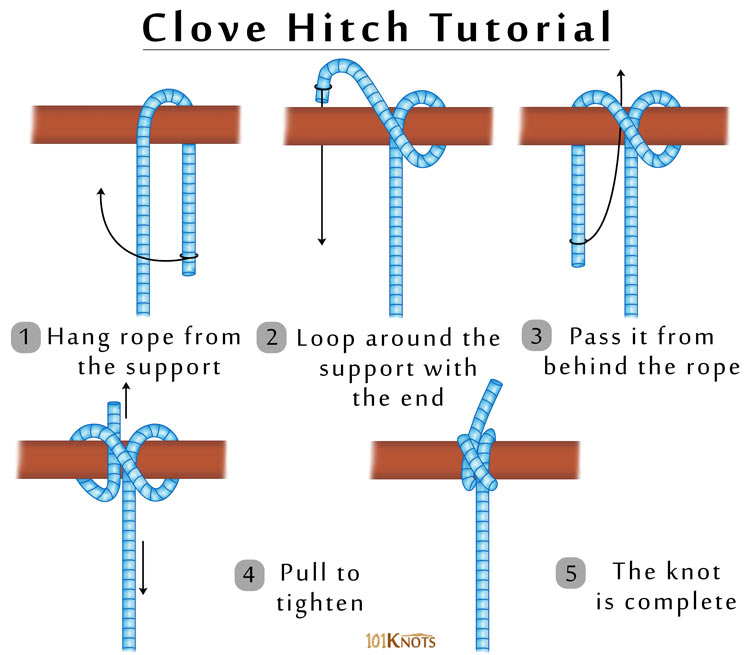 Clove Hitch Tutorial
1 Hang rope from
the support
2 Loop around the
support with
the end
3 Pass it from
behind the rope
4 Pull to
tighten
5 The knot
is complete
101KNOTS